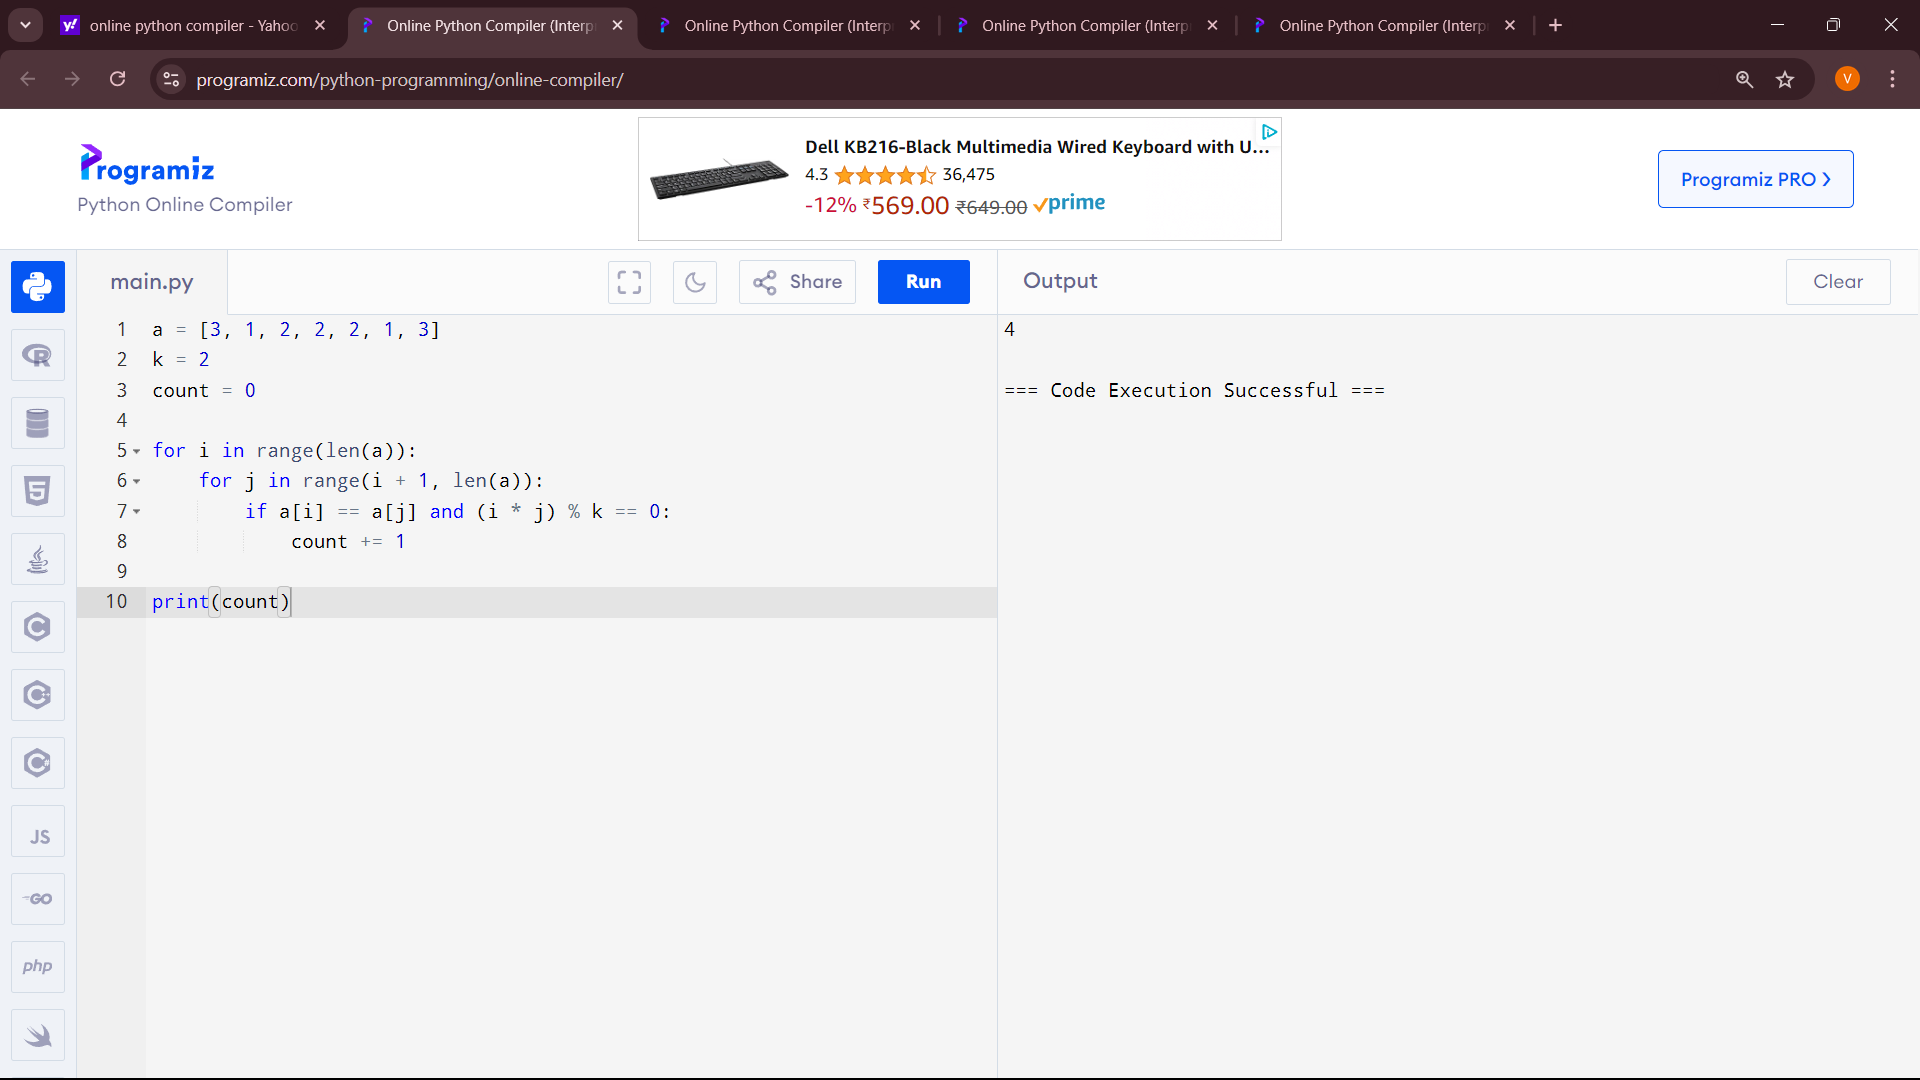 online python compiler - Yahoo
Online Python Compiler (Interp
Online Python Compiler (Interp
Online Python Compiler (Interp
Online Python Compiler (Interp
programiz.com/python-programming/online-compiler/
V
Programiz
Python Online Compiler
Dell KB216-Black Multimedia Wired Keyboard with U...
4.3 36,475
-12% ₹569.00 ₹649.00 prime
Programiz PRO >
main.py
Share
Run
Output
Clear
1 a = [3, 1, 2, 2, 2, 1, 3]
2 k = 2
3 count = 0
4
5 for i in range(len(a)):
6     for j in range(i + 1, len(a)):
7         if a[i] == a[j] and (i * j) % k == 0:
8             count += 1
9
10 print(count)
4
=== Code Execution Successful ===
R
5
C
C++
C#
JS
GO
php